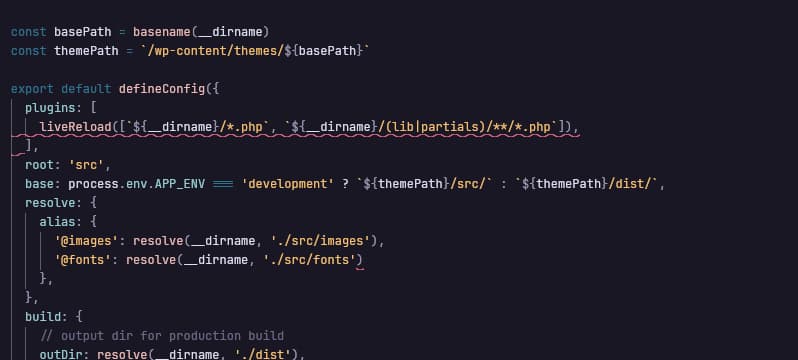 const basePath = basename(__dirname)
const themePath = `/wp-content/themes/${basePath}`
export default defineConfig({
plugins: [
liveReload([`${__dirname}/*.php`, `${__dirname}/(lib|partials)/**/*.php`]),
],
root: 'src',
base: process.env.APP_ENV === 'development' ? `${themePath}/src/` : `${themePath}/dist/`,
resolve: {
alias: {
'@images': resolve(__dirname, './src/images'),
'@fonts': resolve(__dirname, './src/fonts')
},
},
build: {
// output dir for production build
outDir: resolve(__dirname, './dist'),